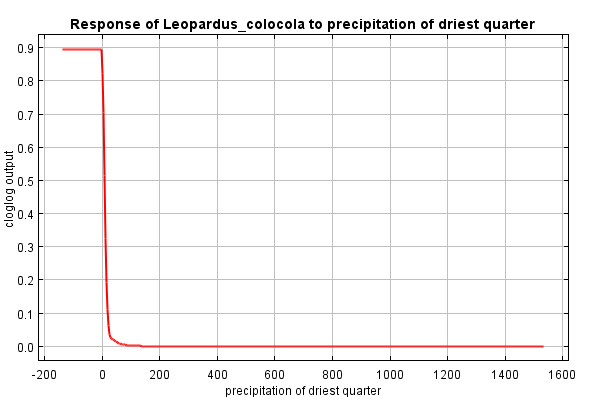 Response of Leopardus_colocola to precipitation of driest quarter
cloglog output
0.9
0.8
0.7
0.6
0.5
0.4
0.3
0.2
0.1
0.0
-200 0 200 400 600 800 1000 1200 1400 1600
precipitation of driest quarter